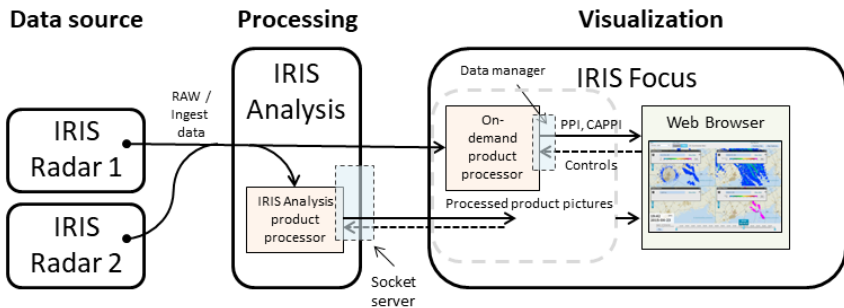 Data source
Processing
Visualization
IRIS
Radar 1
IRIS
Radar 2
RAW /
Ingest
data
IRIS
Analysis
IRIS Analysis
product
processor
Socket
server
IRIS Focus
Data manager
On-
demand
product
processor
PPI, CAPPI
Controls
Processed product pictures
Web Browser